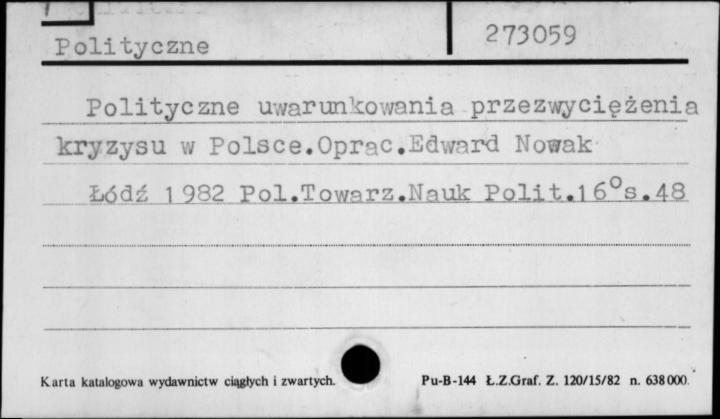 Polityczne
273059
Polityczne uwarunkowania przezwyciężenia
kryzysu w Polsce.Oprac.Edward Nowak
Łódź 1982 Pol.Towarz.Nauk Polit.16°s.48
Karta katalogowa wydawnictw ciągłych i zwartych.
Pu-B-144 Ł.Z.Graf. Z. 120/15/82 n. 638000.